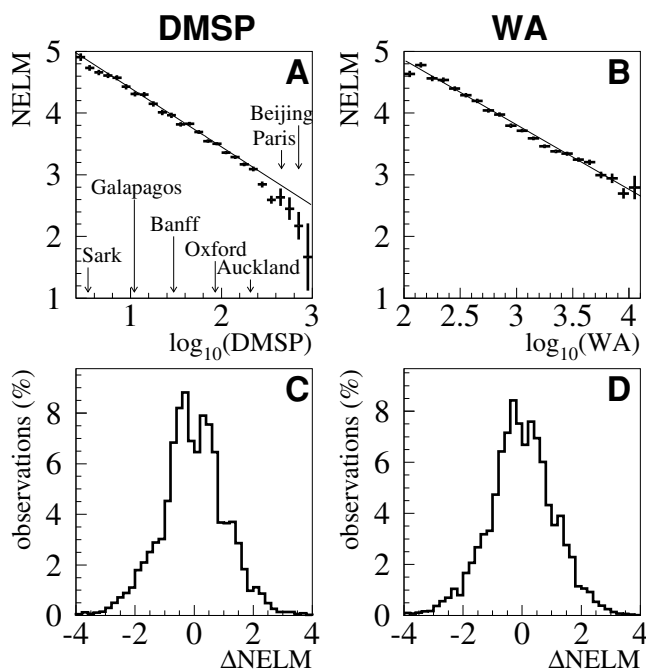 DMSP
WA
A
B
NELM
5
4
3
2
1
1
2
3
log10(DMSP)
Sark
Galapagos
Banff
Oxford
Auckland
Paris
Beijing
NELM
5
4
3
2
1
2
2.5
3
3.5
4
log10(WA)
C
D
observations (%)
8
6
4
2
0
-4
-2
0
2
4
ΔNELM
observations (%)
8
6
4
2
0
-4
-2
0
2
4
ΔNELM